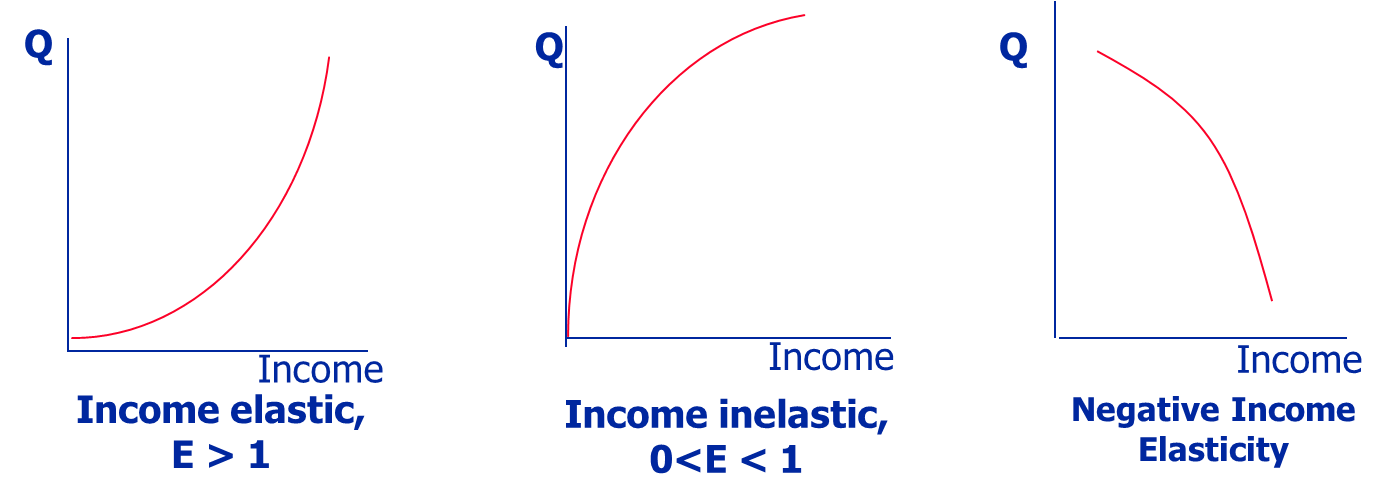 Q
Income
Income elastic,
E > 1
Q
Income
Income inelastic,
0<E < 1
Q
Income
Negative Income
Elasticity